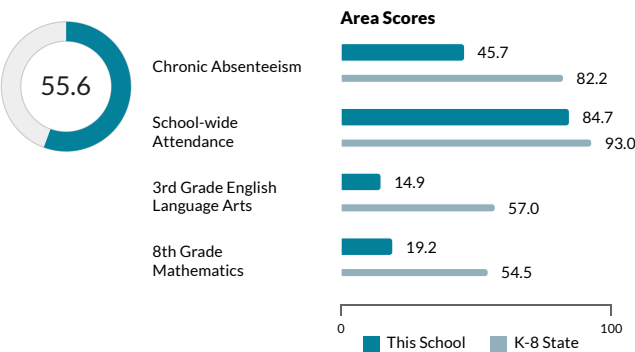 Area Scores
55.6
Chronic Absenteeism
45.7
82.2
School-wide
Attendance
84.7
93.0
3rd Grade English
Language Arts
14.9
57.0
8th Grade
Mathematics
19.2
54.5
0
100
This School
K-8 State